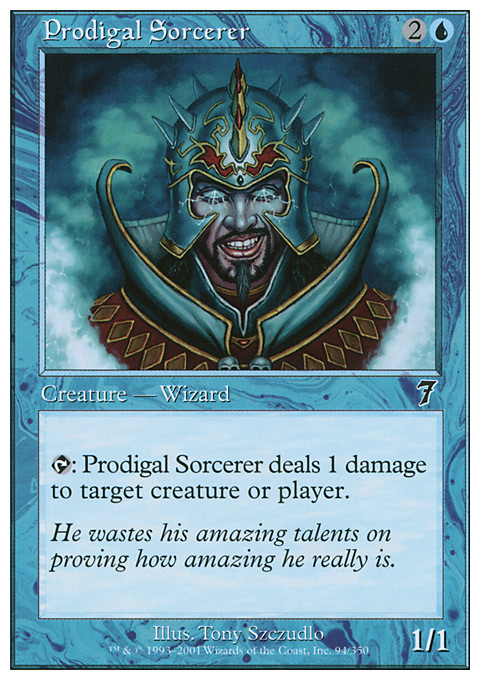 Prodigal Sorcerer 2
Creature — Wizard 7
: Prodigal Sorcerer deals 1 damage
to target creature or player.
He wastes his amazing talents on
proving how amazing he really is.
Illus. Tony Szczudlo
™ & © 1993–2001 Wizards of the Coast, Inc. 94/350
1/1